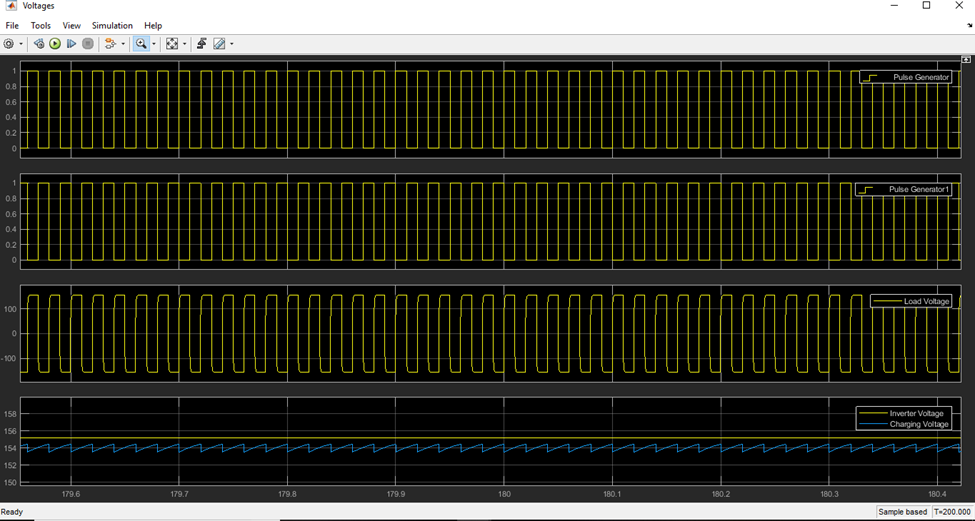 Voltages
File Tools View Simulation Help
1
0.8
0.6
0.4
0.2
0
Pulse Generator
1
0.8
0.6
0.4
0.2
0
Pulse Generator1
100
0
-100
Load Voltage
158
156
154
152
150
Inverter Voltage
Charging Voltage
179.6 179.7 179.8 179.9 180 180.1 180.2 180.3 180.4
Ready Sample based T=200.000